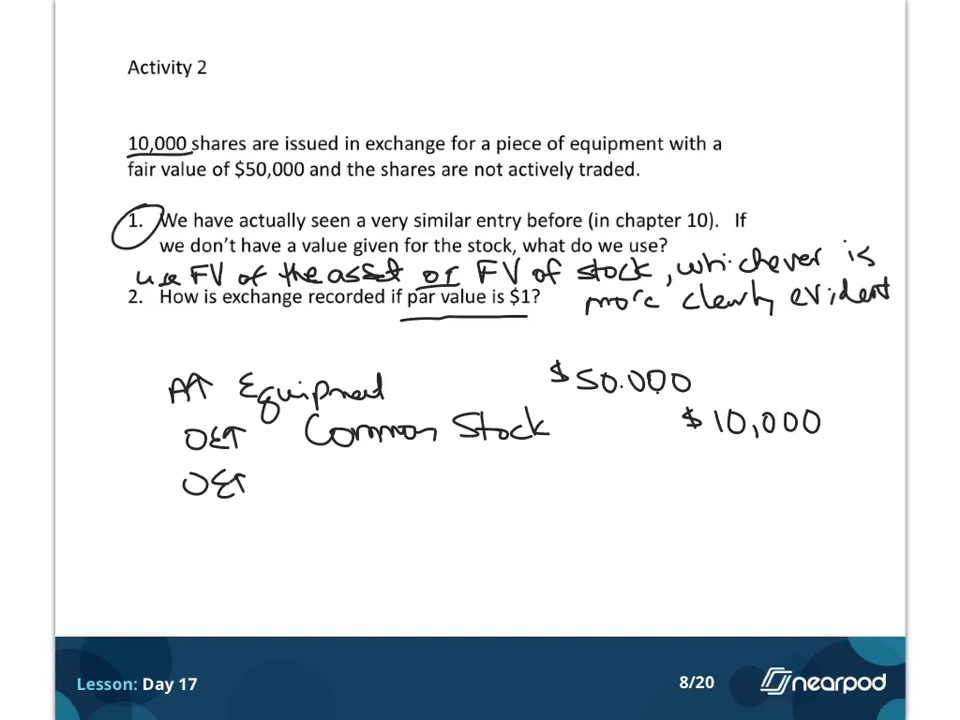 Activity 2
10,000 shares are issued in exchange for a piece of equipment with a
fair value of $50,000 and the shares are not actively traded.
1. We have actually seen a very similar entry before (in chapter 10). If
we don't have a value given for the stock, what do we use?
use FV of the asset or FV of stock, whichever is
more clearly evident
2. How is exchange recorded if par value is $1?
A↑ Equipment $50.000
OE↑ Common Stock $10,000
OE↑
Lesson: Day 17
8/20
nearpod